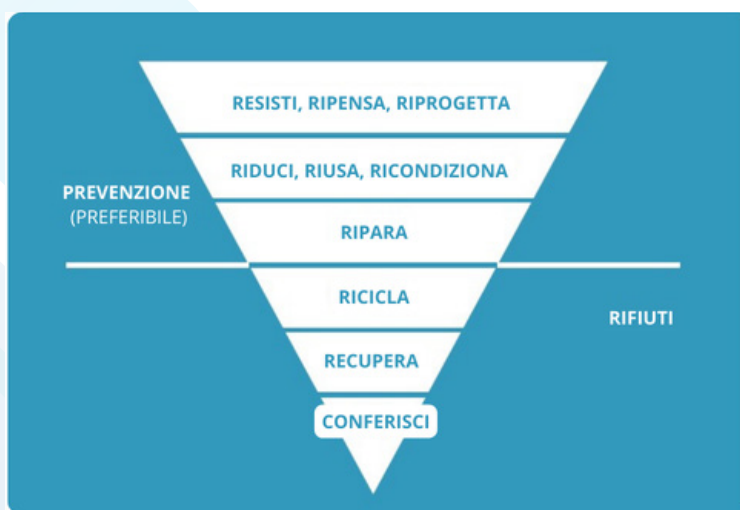 RESISTI, RIPENSA, RIPROGETTA
RIDUCI, RIUSA, RICONDIZIONA
PREVENZIONE
(PREFERIBILE)
RIPARA
RICICLA
RIFIUTI
RECUPERA
CONFERISCI